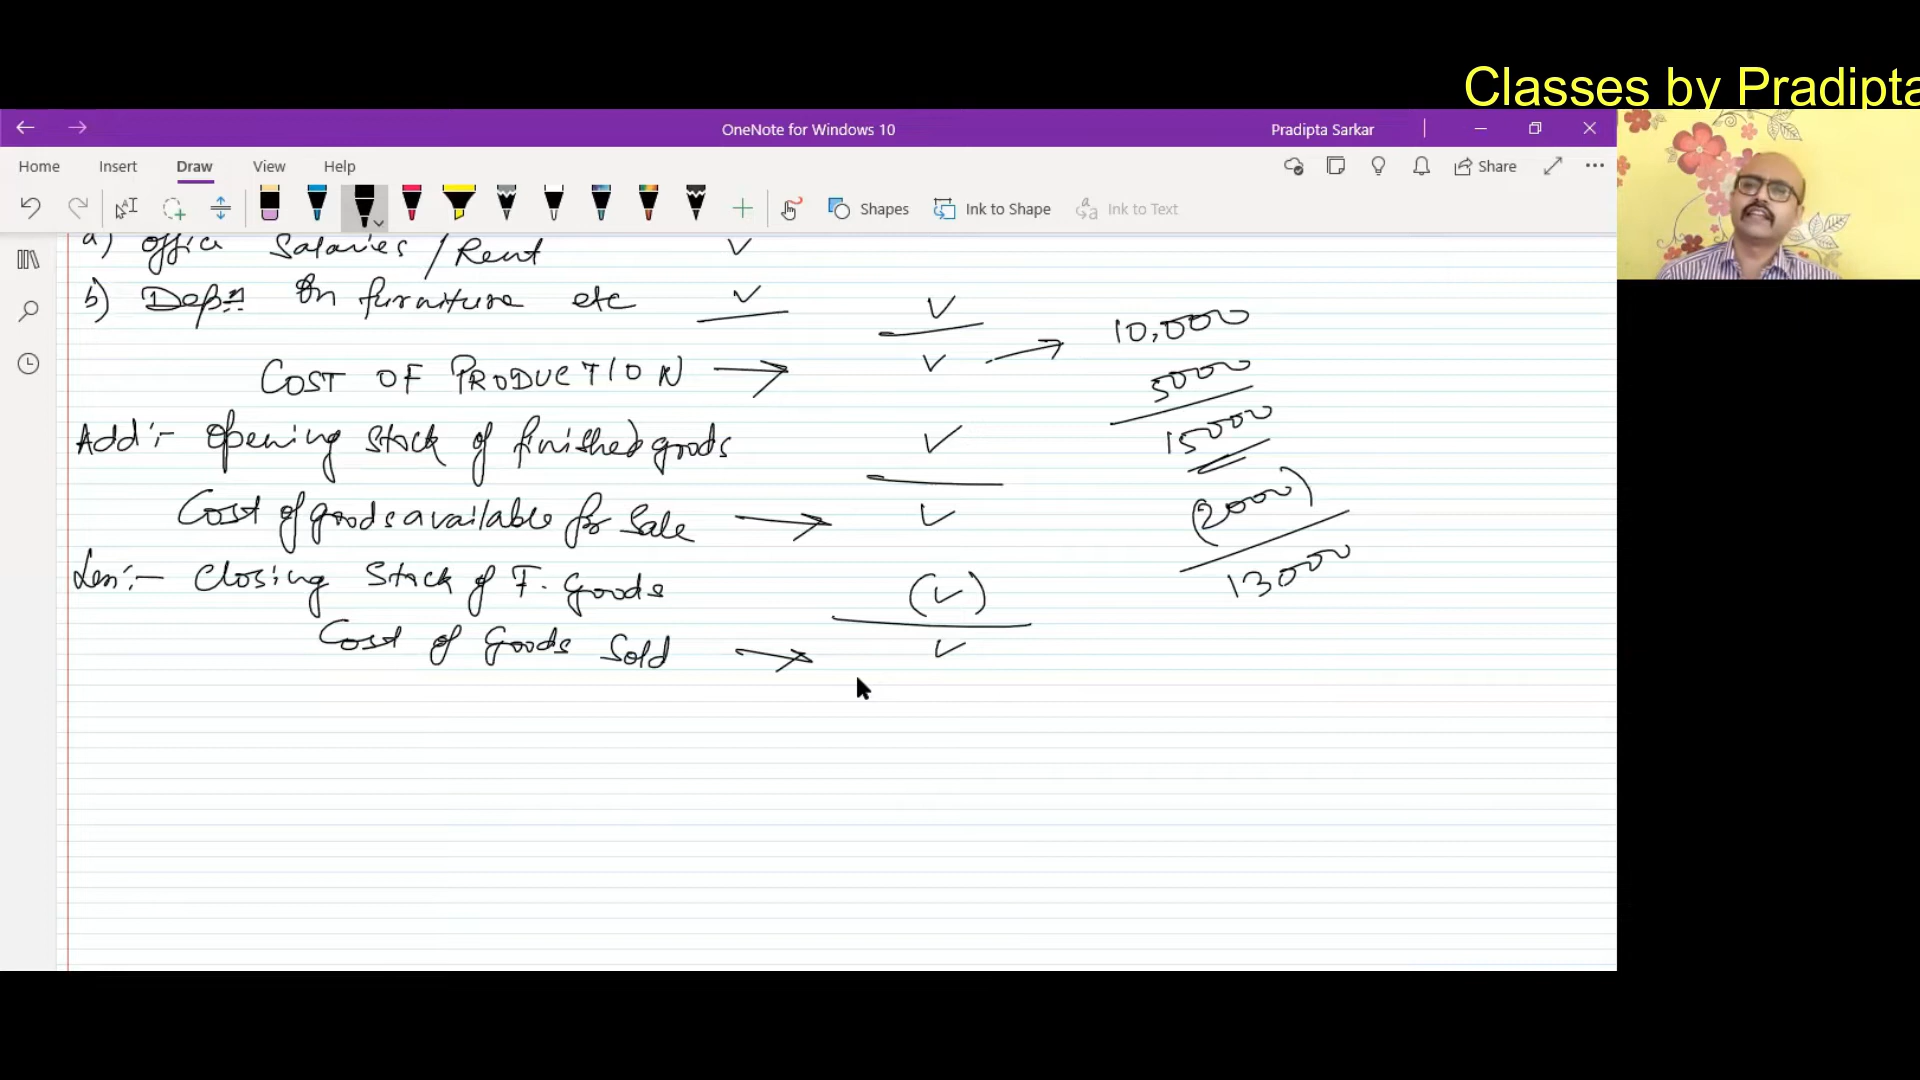 Classes by Pradipta
OneNote for Windows 10
Pradipta Sarkar
Home Insert Draw View Help
Share
Shapes
Ink to Shape
Ink to Text
a) Office Salaries / Rent ✓
b) Depn on furniture etc ✓ ✓
COST OF PRODUCTION → ✓ → 10,000
5000
Add:- Opening Stock of finished goods ✓
15000
Cost of goods available for Sale → ✓
(2000)
Less:- Closing Stock of F. Goods (✓)
13000
Cost of Goods Sold → ✓